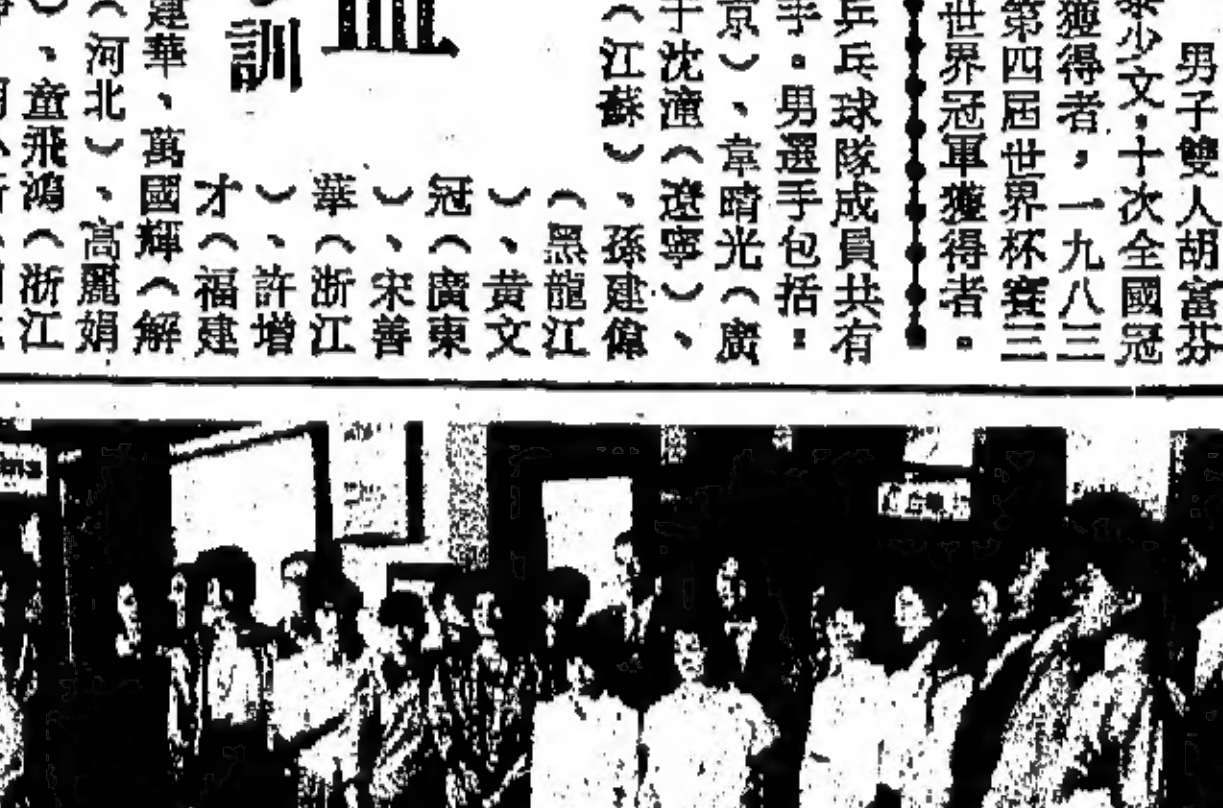 男子雙人胡富芬
少文，十次全國冠
獲得者，一九八三
第四屆世界杯賽三
世界冠軍獲得者。
乒乓球隊成員共有
手。男選手包括：
京）、韋晴光（廣
于沈潼（遼寧）、
（江蘇）、孫建偉
（黑龍江
）、黄文
冠（廣東
）、宋善
華（浙江
）、許增
才（福建
訓
建華、萬國輝（解
（河北）、高麗娟
）、童飛鴻（浙江